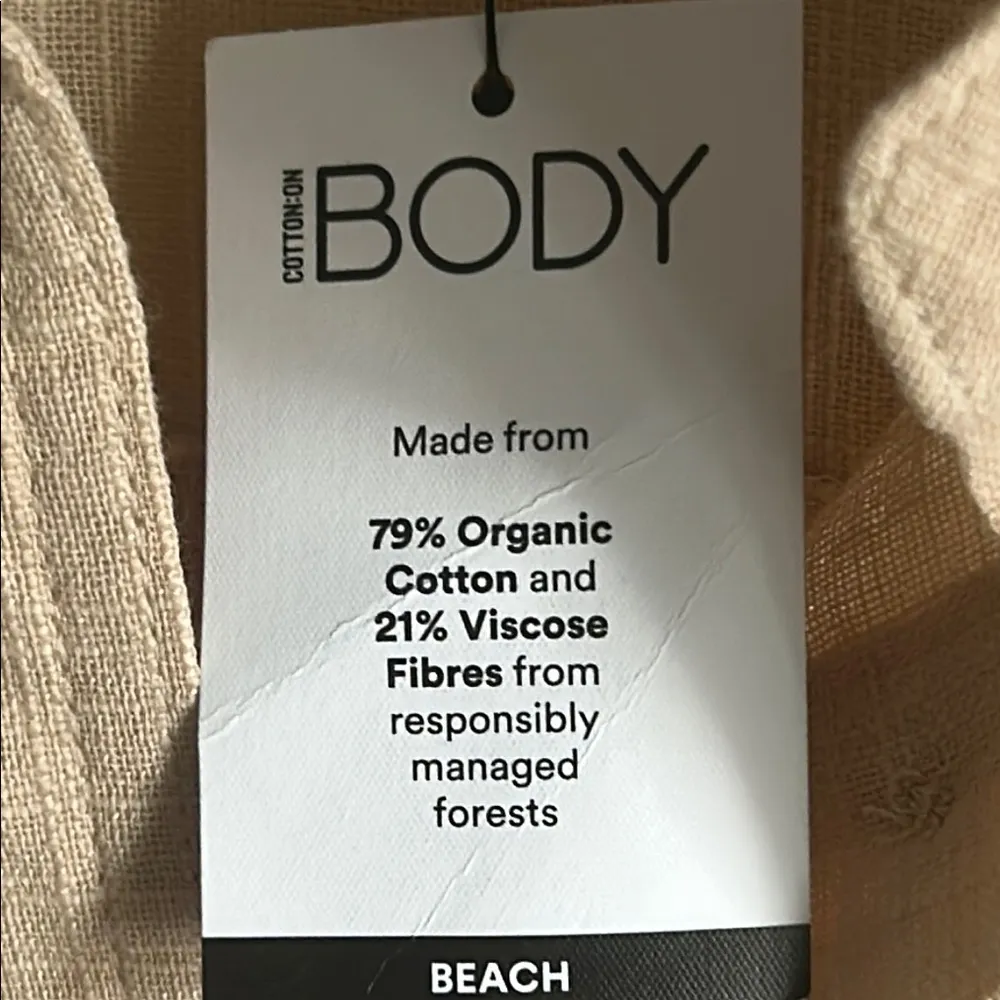 COTTON:ON
BODY
Made from
79% Organic
Cotton and
21% Viscose
Fibres from
responsibly
managed
forests
BEACH